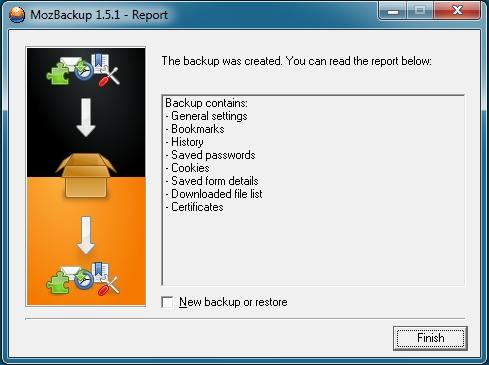 MozBackup 1.5.1 - Report
The backup was created. You can read the report below:
Backup contains:
- General settings
- Bookmarks
- History
- Saved passwords
- Cookies
- Saved form details
- Downloaded file list
- Certificates
New backup or restore
Finish